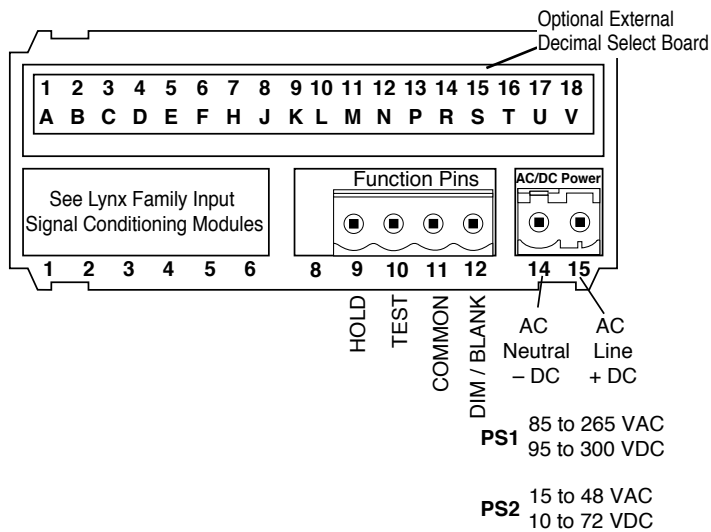 Optional External
Decimal Select Board
1 2 3 4 5 6 7 8 9 10 11 12 13 14 15 16 17 18
A B C D E F H J K L M N P R S T U V
See Lynx Family Input
Signal Conditioning Modules
Function Pins
AC/DC Power
1 2 3 4 5 6 8 9 10 11 12 14 15
HOLD
TEST
COMMON
DIM / BLANK
AC
Neutral
– DC
AC
Line
+ DC
PS1 85 to 265 VAC
95 to 300 VDC
PS2 15 to 48 VAC
10 to 72 VDC